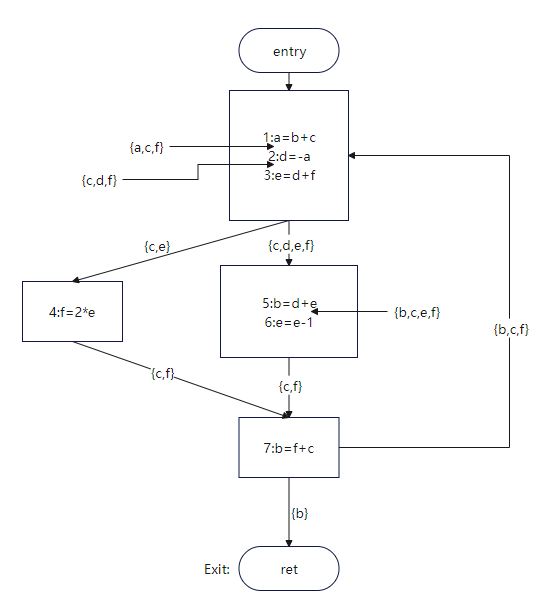 entry
1:a=b+c
{a,c,f}
2:d=-a
3:e=d+f
{c,d,f}
{c,e}
{c,d,e,f}
4:f=2*e
5:b=d+e
6:e=e-1
{b,c,e,f}
{b,c,f}
{c,f}
{c,f}
7:b=f+c
{b}
Exit:
ret